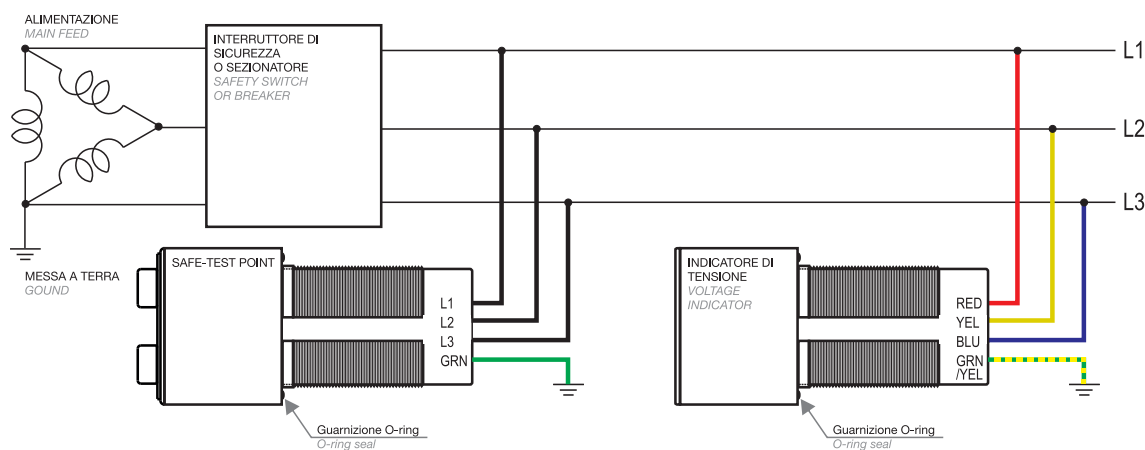 ALIMENTAZIONE
MAIN FEED
INTERRUTTORE DI
SICUREZZA
O SEZIONATORE
SAFETY SWITCH
OR BREAKER
L1
L2
L3
MESSA A TERRA
GOUND
SAFE-TEST POINT
L1
L2
L3
GRN
Guarnizione O-ring
O-ring seal
INDICATORE DI
TENSIONE
VOLTAGE
INDICATOR
RED
YEL
BLU
GRN
/YEL
Guarnizione O-ring
O-ring seal